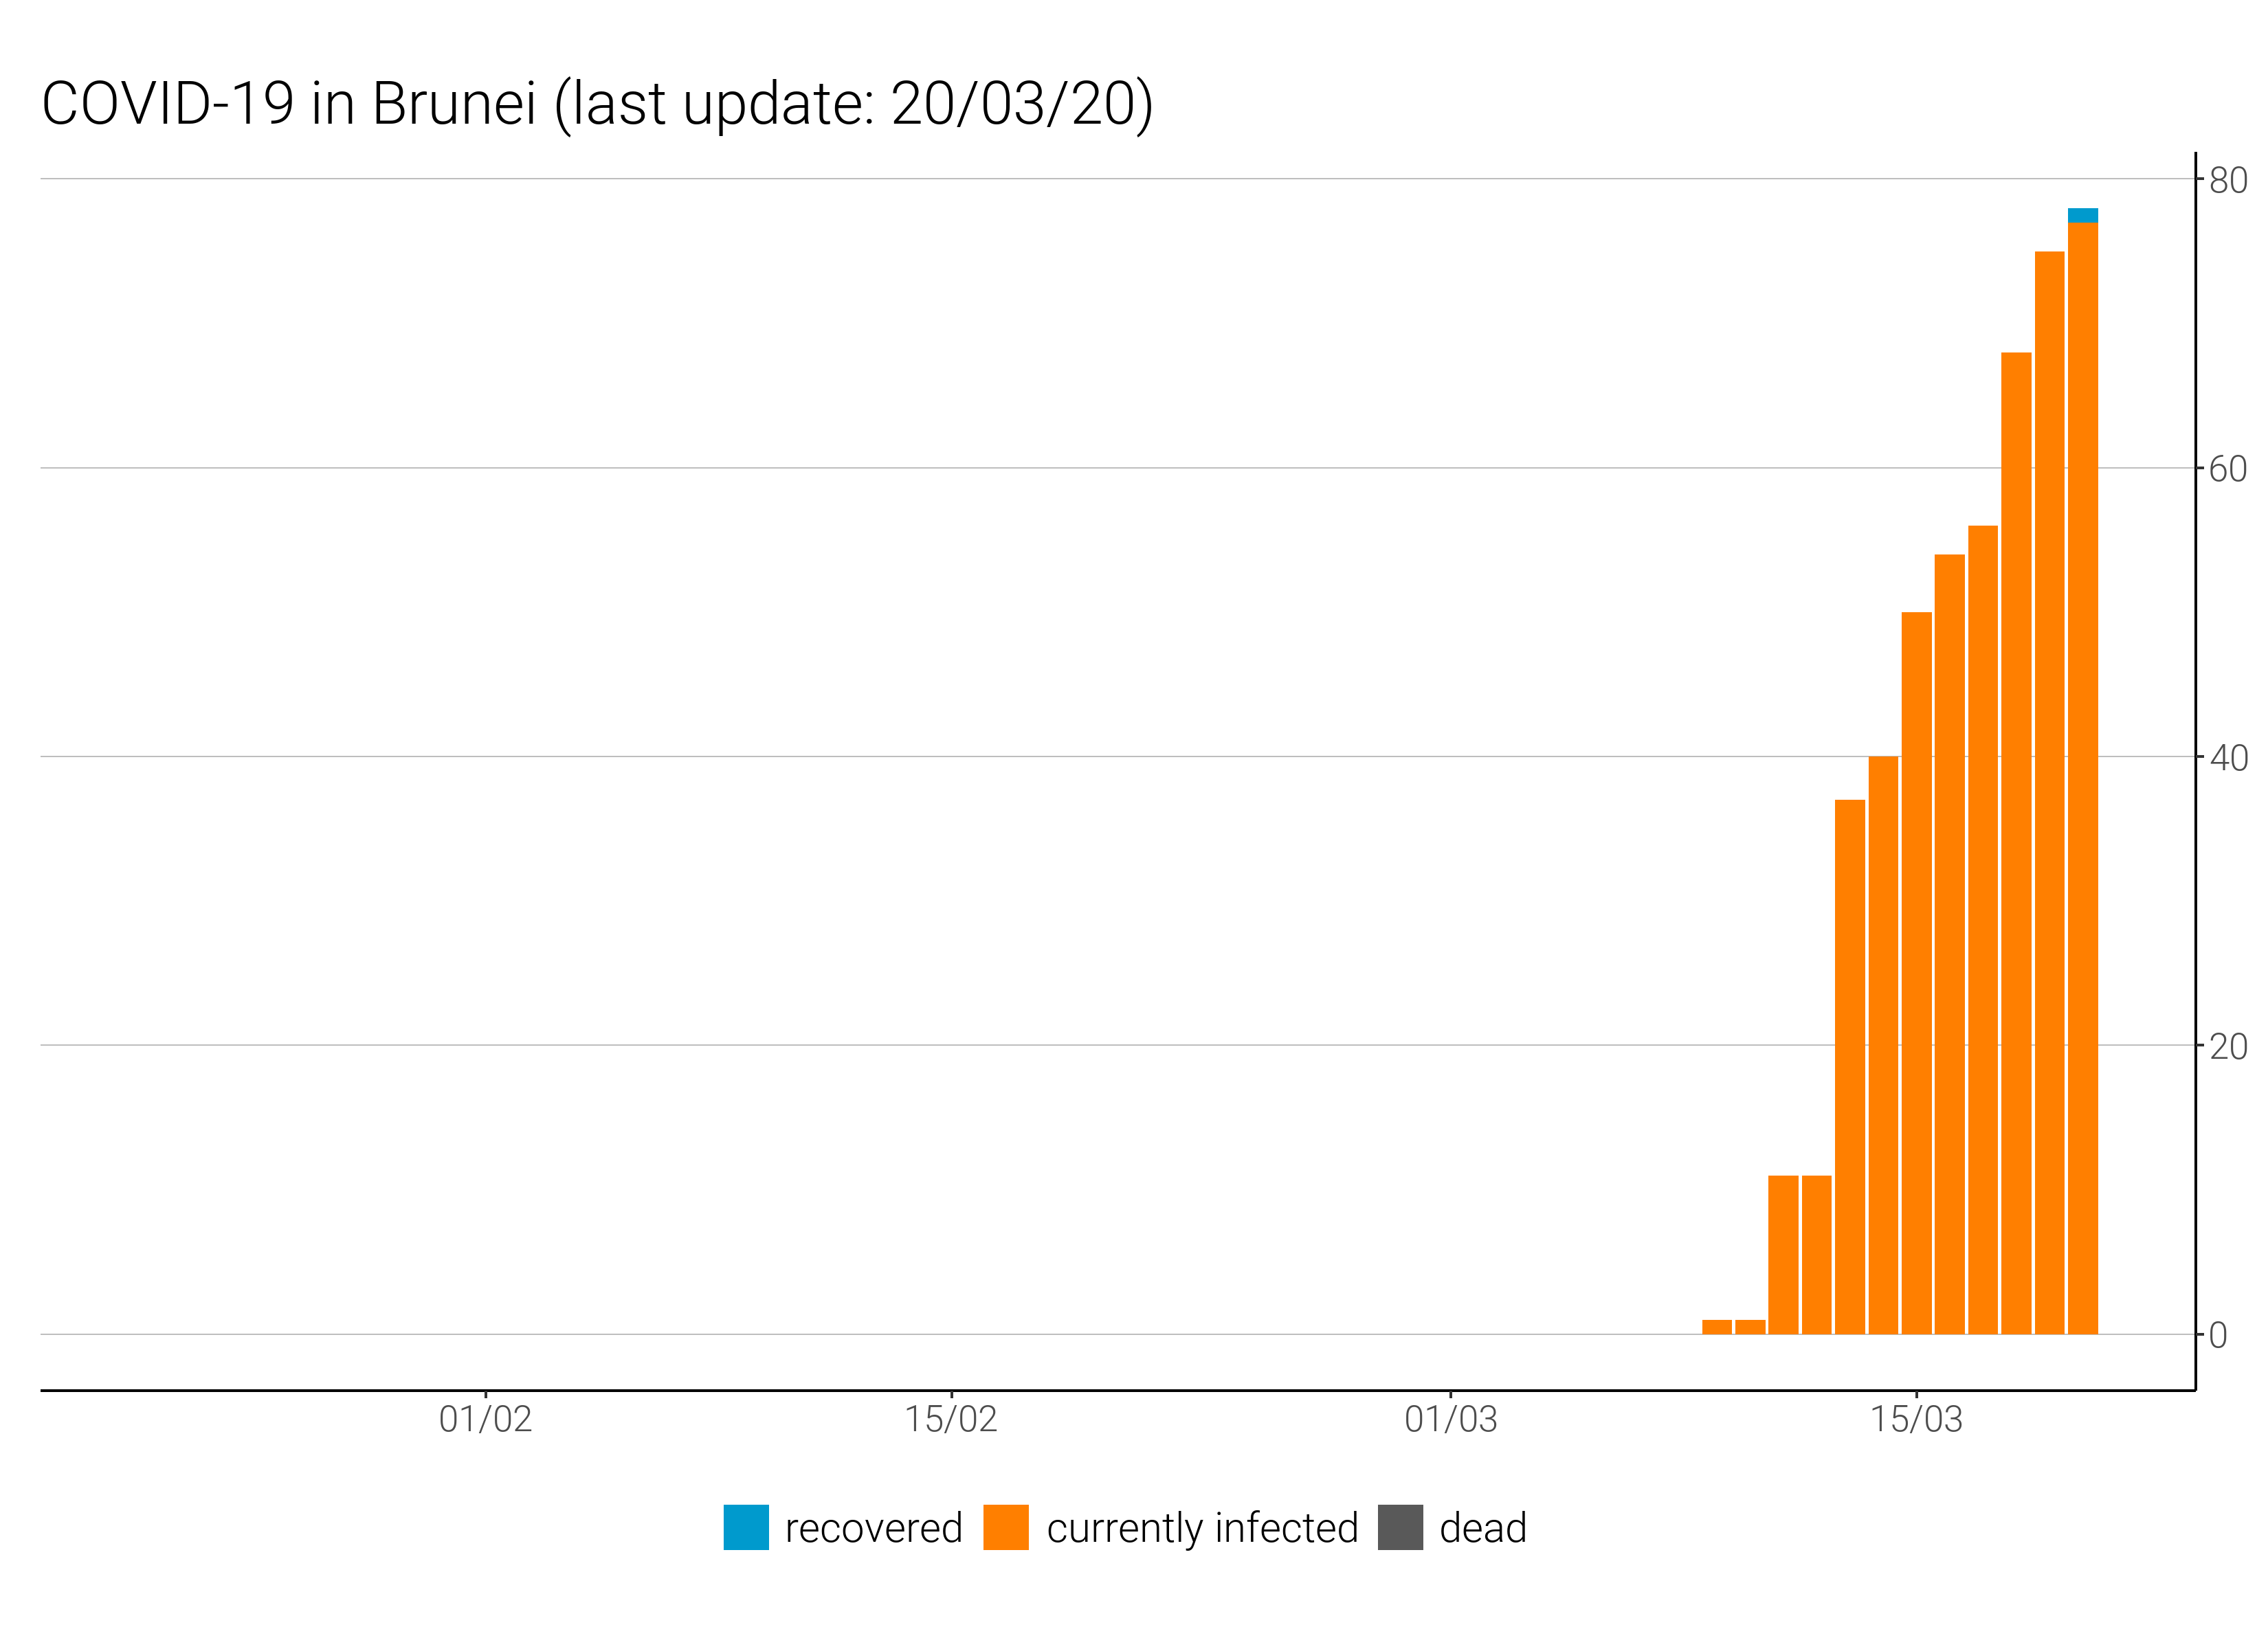 COVID-19 in Brunei (last update: 20/03/20)
80
60
40
20
0
01/02 15/02 01/03 15/03
recovered currently infected dead